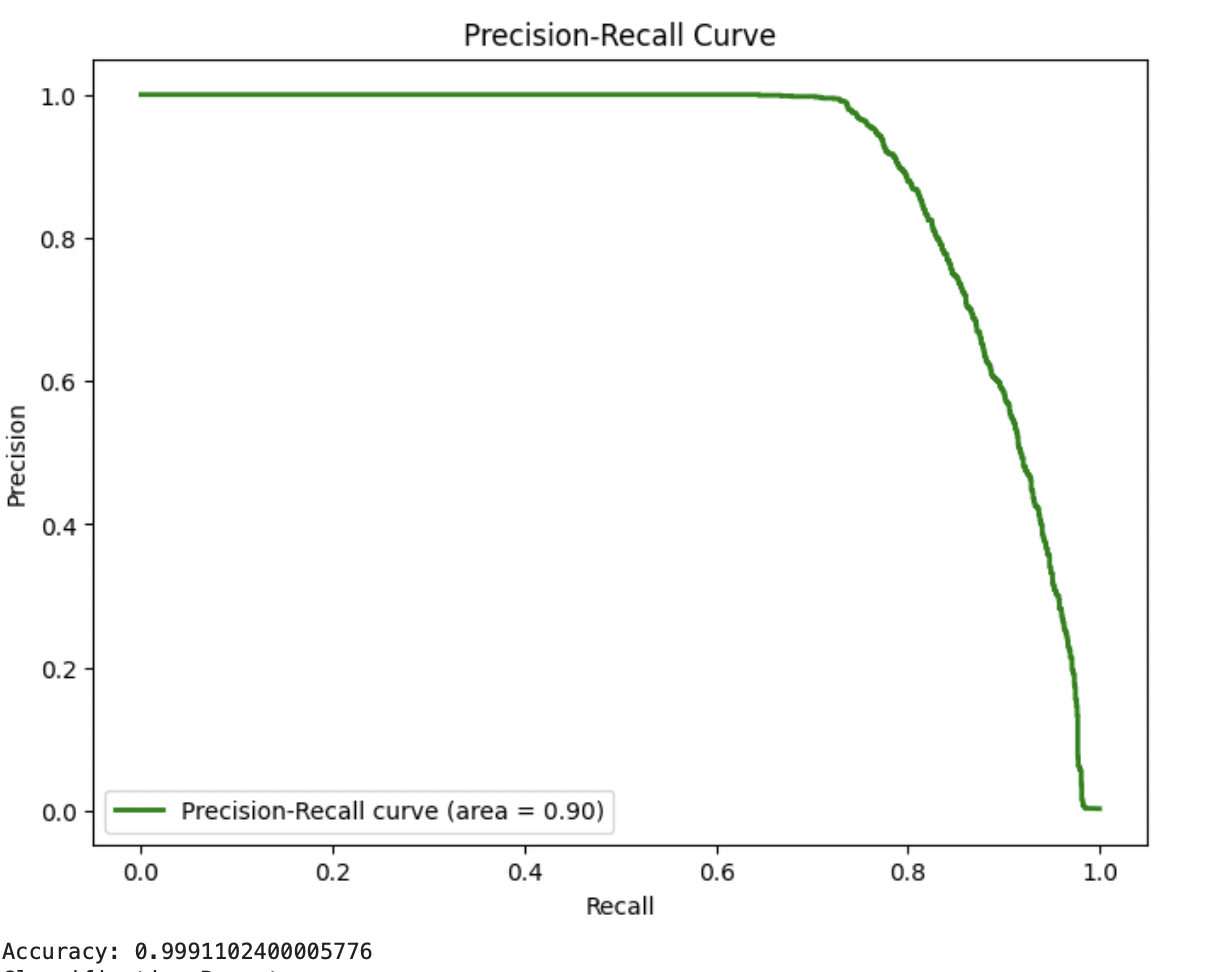 Precision-Recall Curve
1.0
0.8
0.6
0.4
0.2
0.0
Precision
Precision-Recall curve (area = 0.90)
0.0 0.2 0.4 0.6 0.8 1.0
Recall
Accuracy: 0.9991102400005776